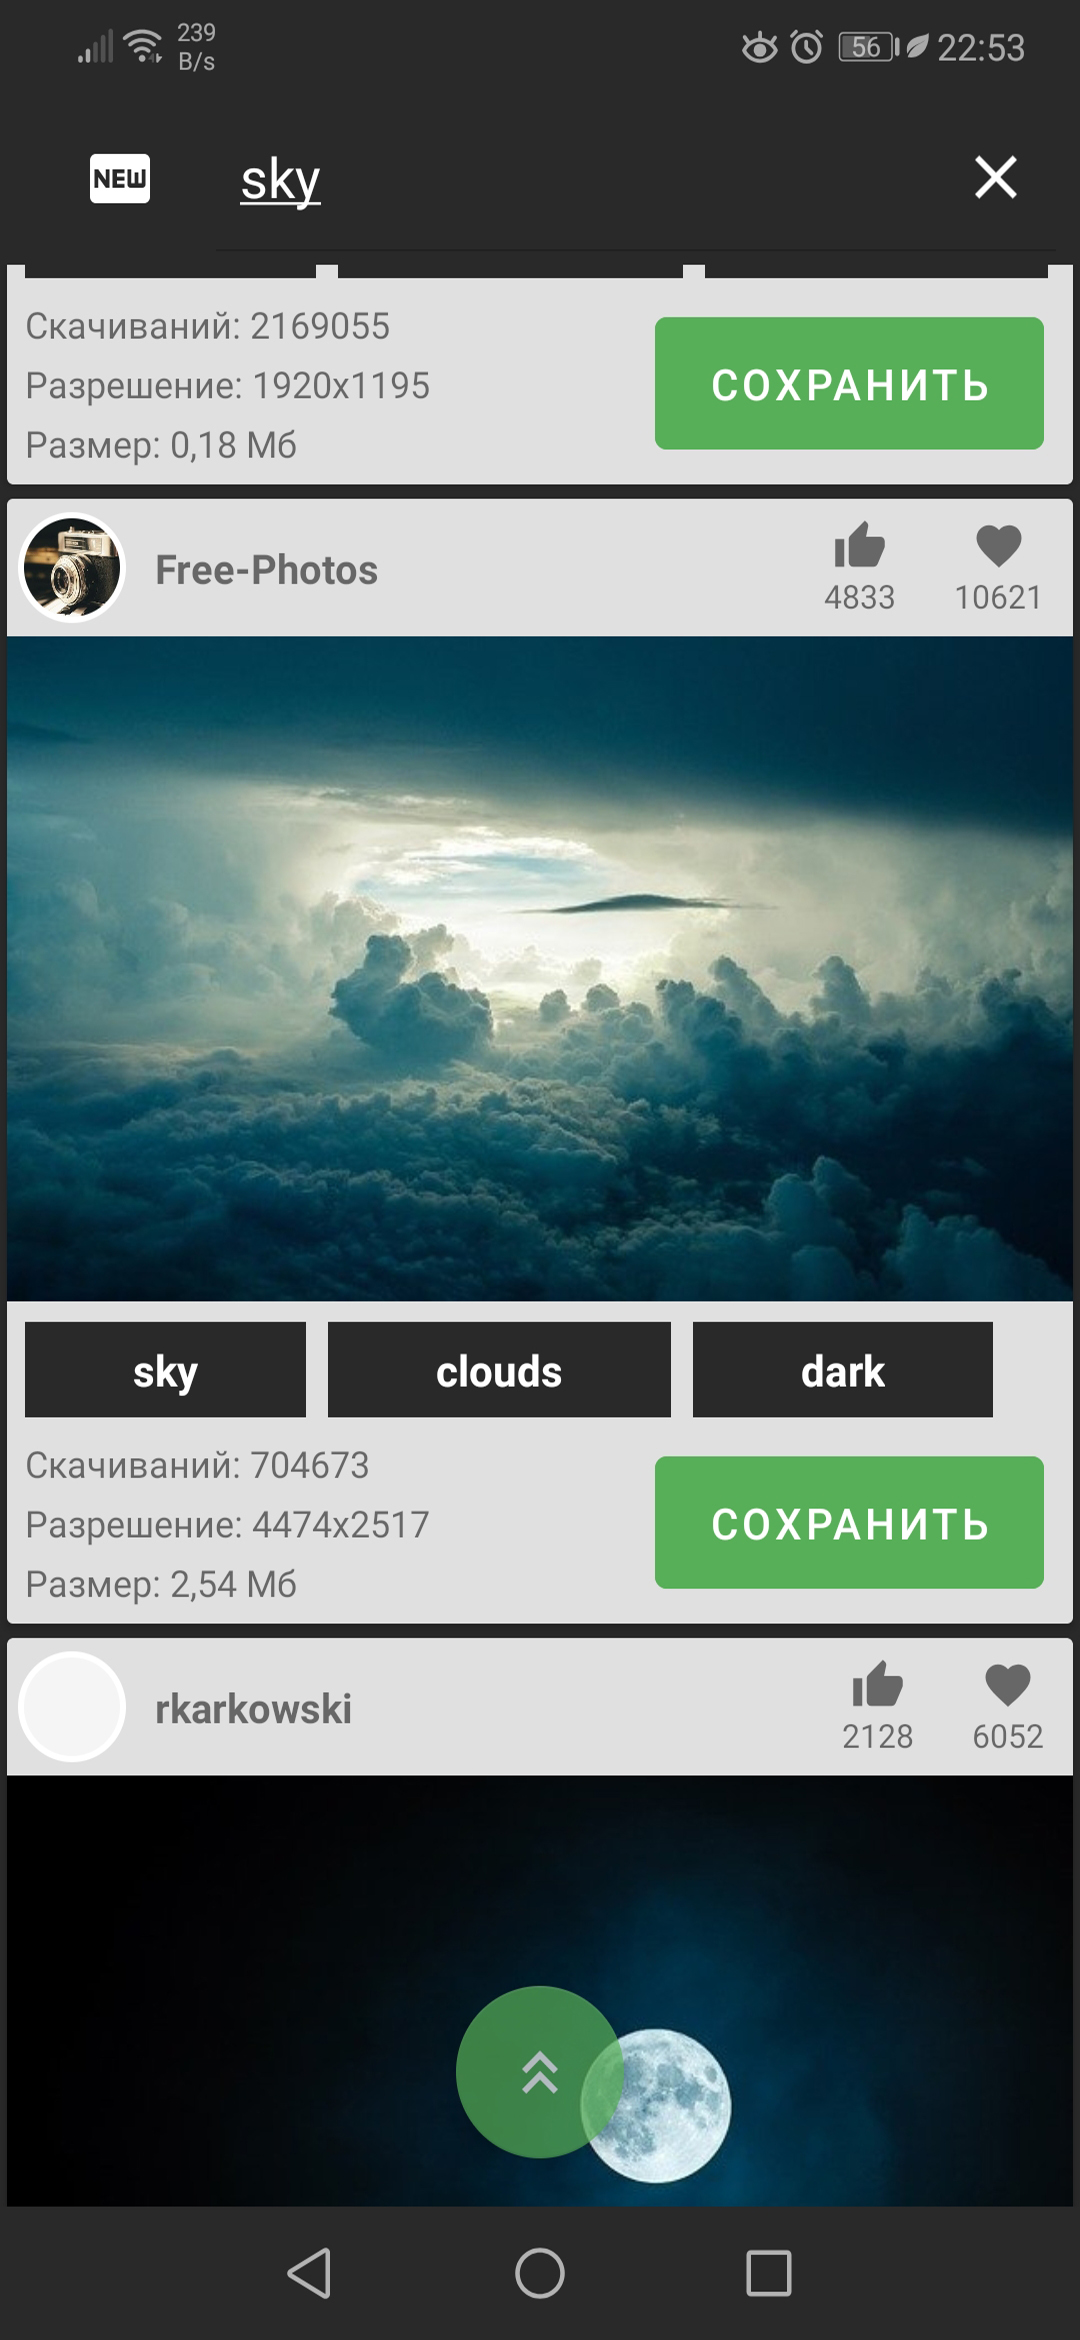 239
B/s
56
22:53
NEW
sky
Скачиваний: 2169055
Разрешение: 1920x1195
Размер: 0,18 Мб
СОХРАНИТЬ
Free-Photos
4833
10621
sky
clouds
dark
Скачиваний: 704673
Разрешение: 4474x2517
Размер: 2,54 Мб
СОХРАНИТЬ
rkarkowski
2128
6052